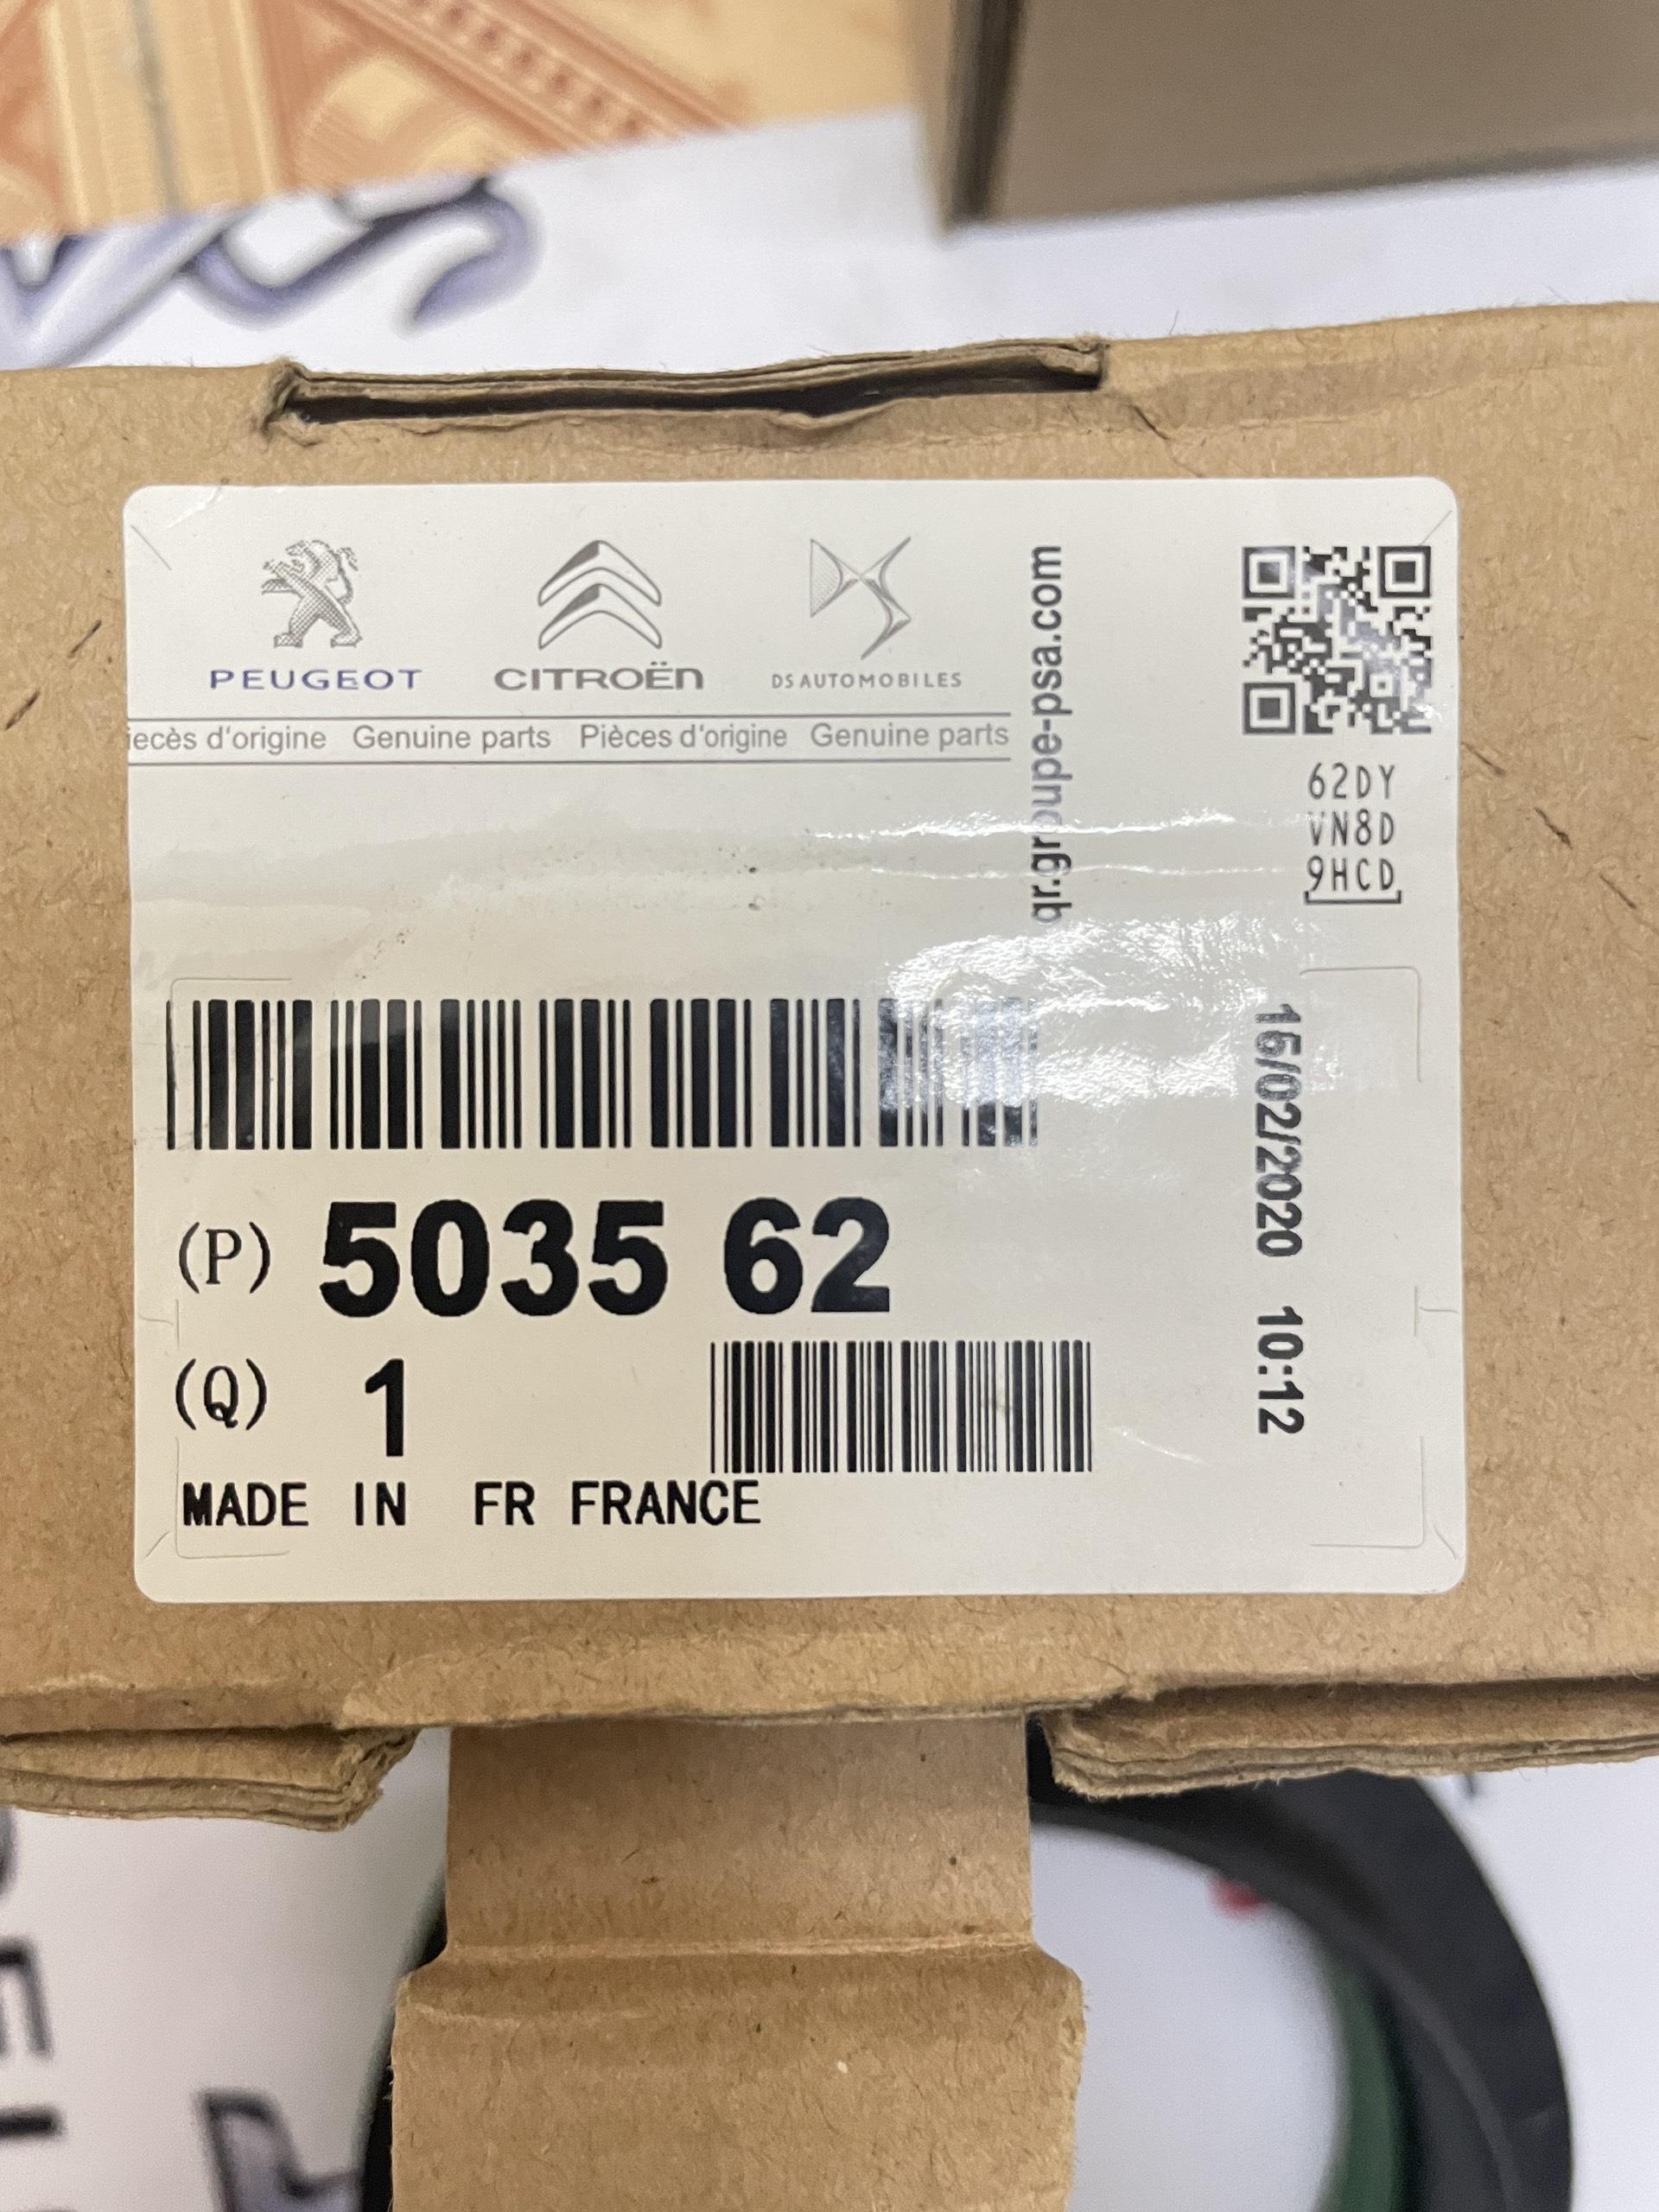 PEUGEOT
CITROËN
DS AUTOMOBILES
iecès d'origine Genuine parts Pièces d'origine Genuine parts
qr.groupe-psa.com
62DY
VN8D
9HCD
(P) 5035 62
(Q) 1
MADE IN FR FRANCE
16/02/2020 10:12